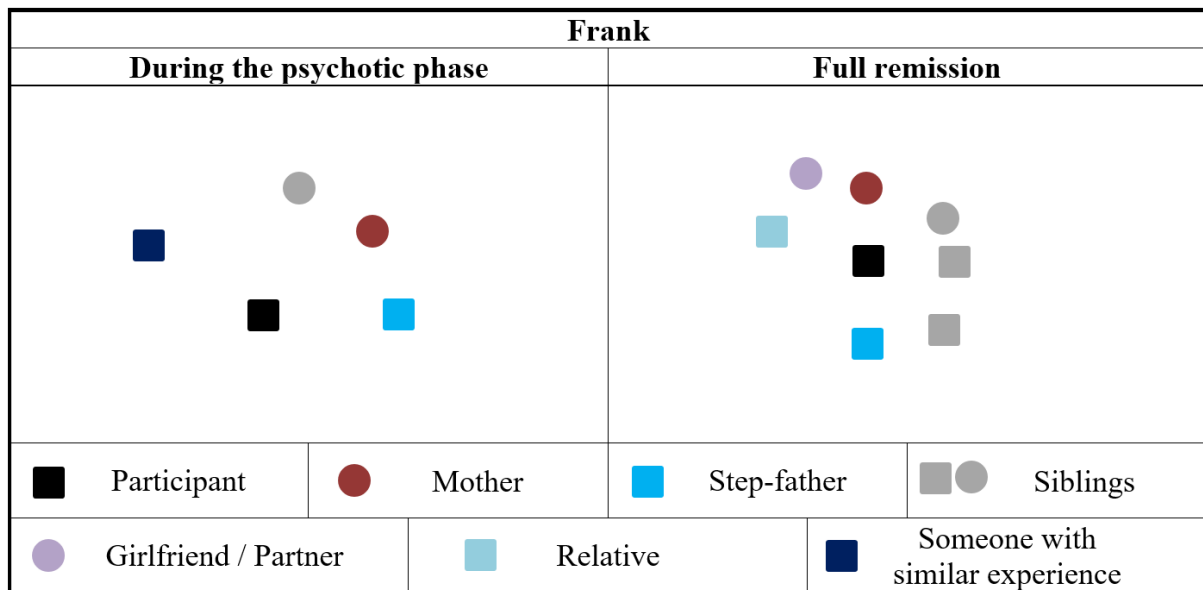 Frank
During the psychotic phase
Full remission
Participant
Mother
Step-father
Siblings
Girlfriend / Partner
Relative
Someone with
similar experience